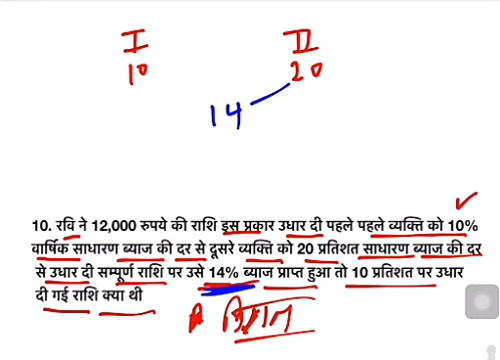 I II
10 20
14
10. रवि ने 12,000 रुपये की राशि इस प्रकार उधार दी पहले पहले व्यक्ति को 10%
वार्षिक साधारण ब्याज की दर से दूसरे व्यक्ति को 20 प्रतिशत साधारण ब्याज की दर
से उधार दी सम्पूर्ण राशि पर उसे 14% ब्याज प्राप्त हुआ तो 10 प्रतिशत पर उधार
दी गई राशि क्या थी